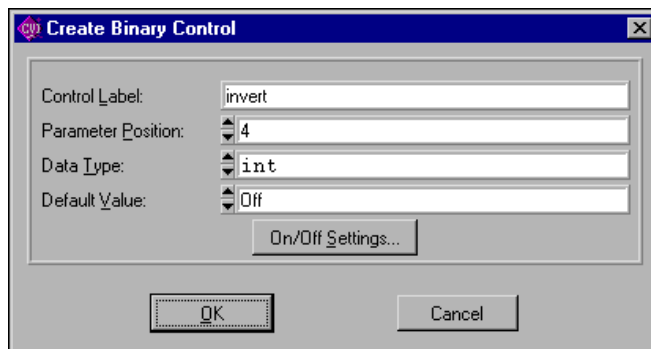 CVI Create Binary Control
Control Label: invert
Parameter Position: 4
Data Type: int
Default Value: Off
On/Off Settings...
OK Cancel